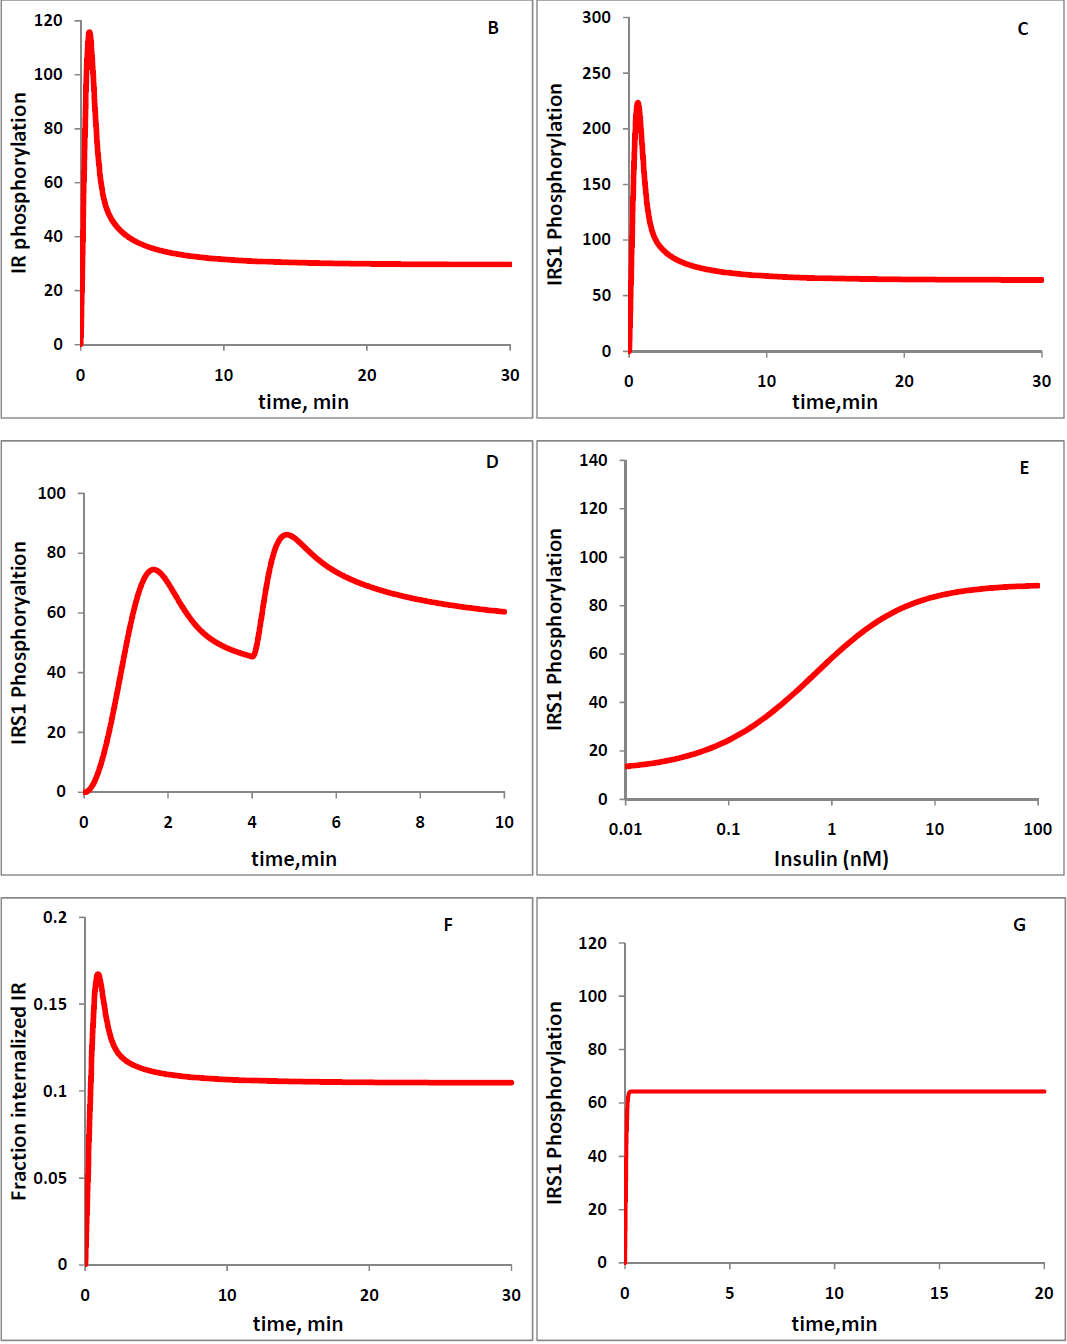 B
IR phosphorylation
120
100
80
60
40
20
0
0 10 20 30
time, min
C
IRS1 Phosphorylation
300
250
200
150
100
50
0
0 10 20 30
time,min
D
IRS1 Phosphoryaltion
100
80
60
40
20
0
0 2 4 6 8 10
time,min
E
IRS1 Phosphorylation
140
120
100
80
60
40
20
0
0.01 0.1 1 10 100
Insulin (nM)
F
Fraction internalized IR
0.2
0.15
0.1
0.05
0
0 10 20 30
time, min
G
IRS1 Phosphorylation
120
100
80
60
40
20
0
0 5 10 15 20
time,min